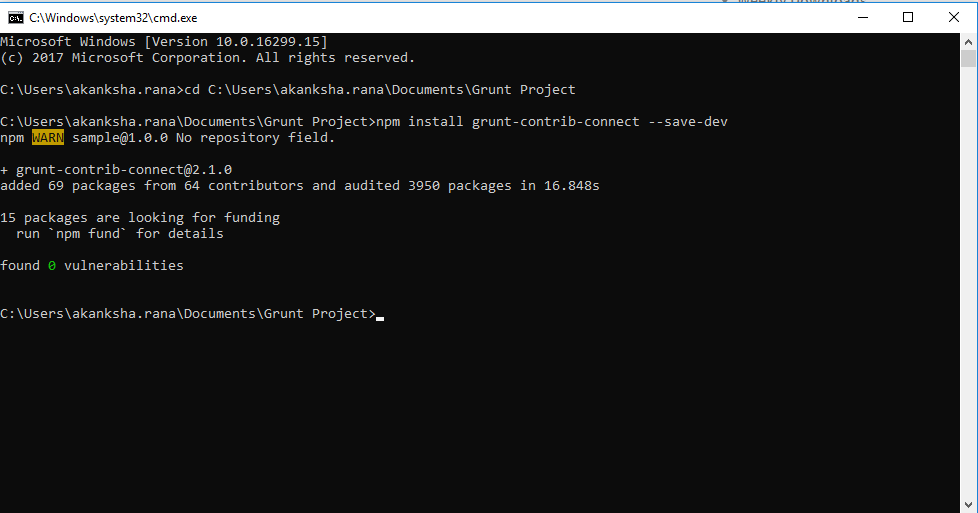 Weekly Downloads
C:\Windows\system32\cmd.exe
Microsoft Windows [Version 10.0.16299.15]
(c) 2017 Microsoft Corporation. All rights reserved.
C:\Users\akanksha.rana>cd C:\Users\akanksha.rana\Documents\Grunt Project
C:\Users\akanksha.rana\Documents\Grunt Project>npm install grunt-contrib-connect --save-dev
npm WARN sample@1.0.0 No repository field.
+ grunt-contrib-connect@2.1.0
added 69 packages from 64 contributors and audited 3950 packages in 16.848s
15 packages are looking for funding
run `npm fund` for details
found 0 vulnerabilities
C:\Users\akanksha.rana\Documents\Grunt Project>